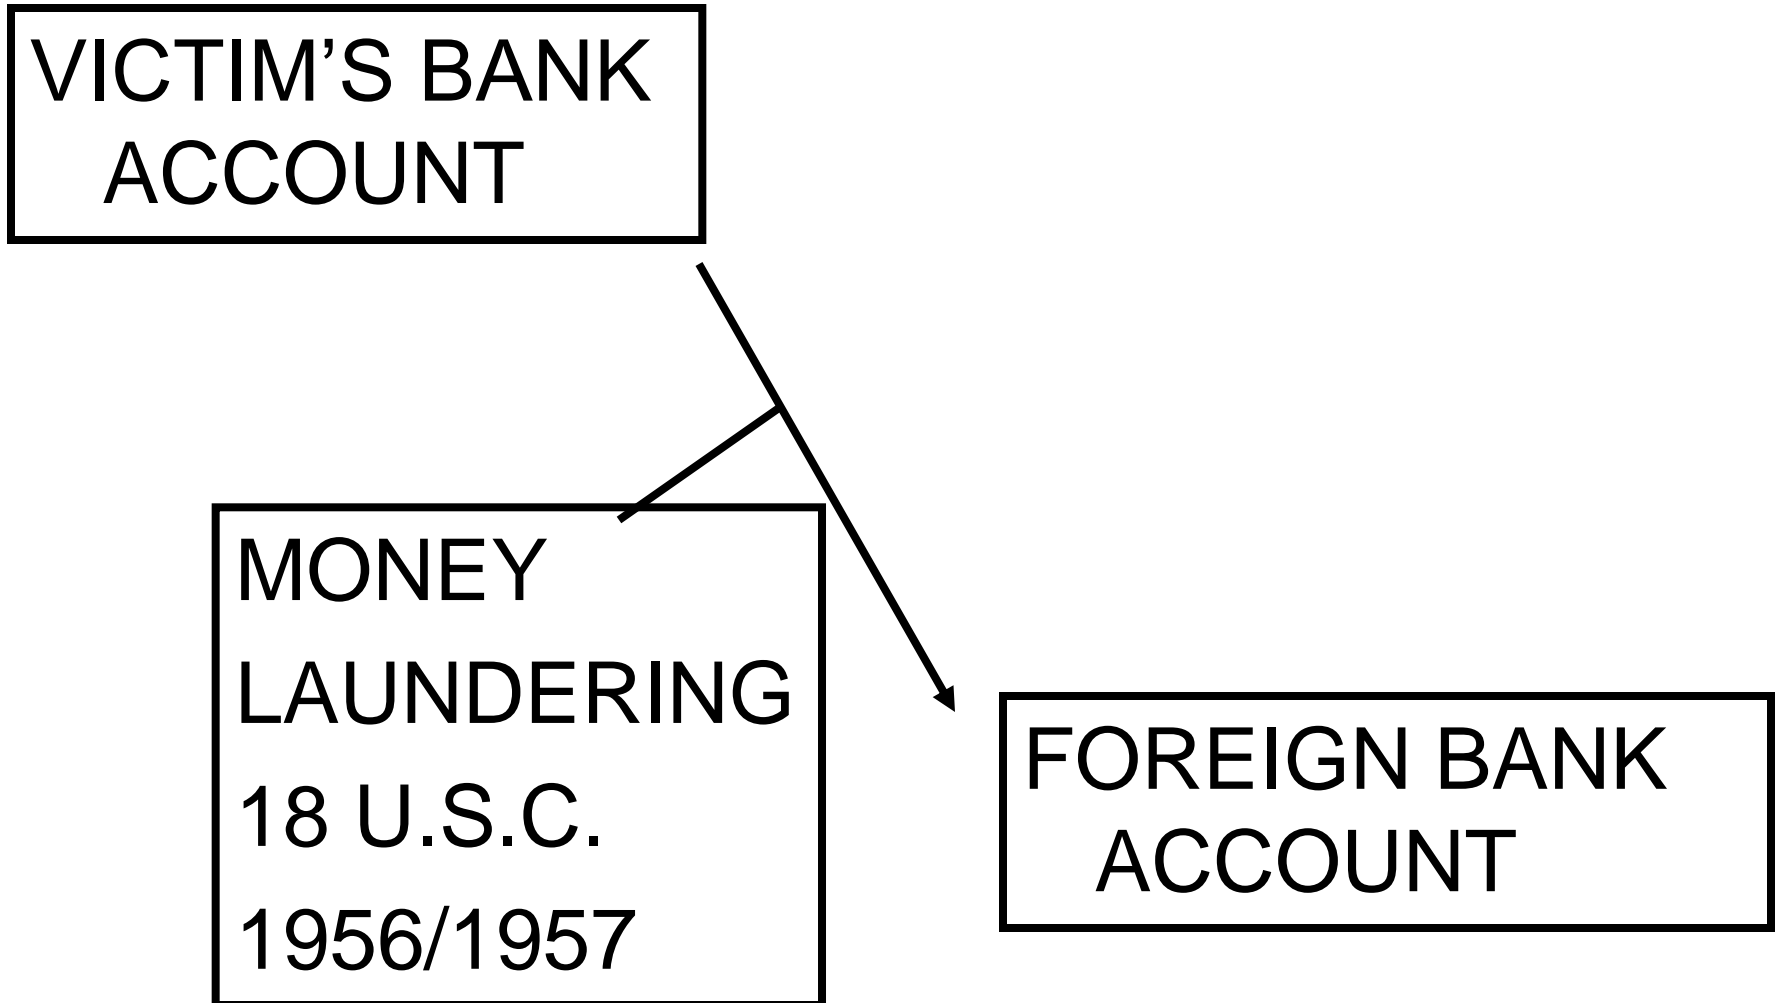 VICTIM’S BANK
ACCOUNT
MONEY
LAUNDERING
18 U.S.C.
1956/1957
FOREIGN BANK
ACCOUNT